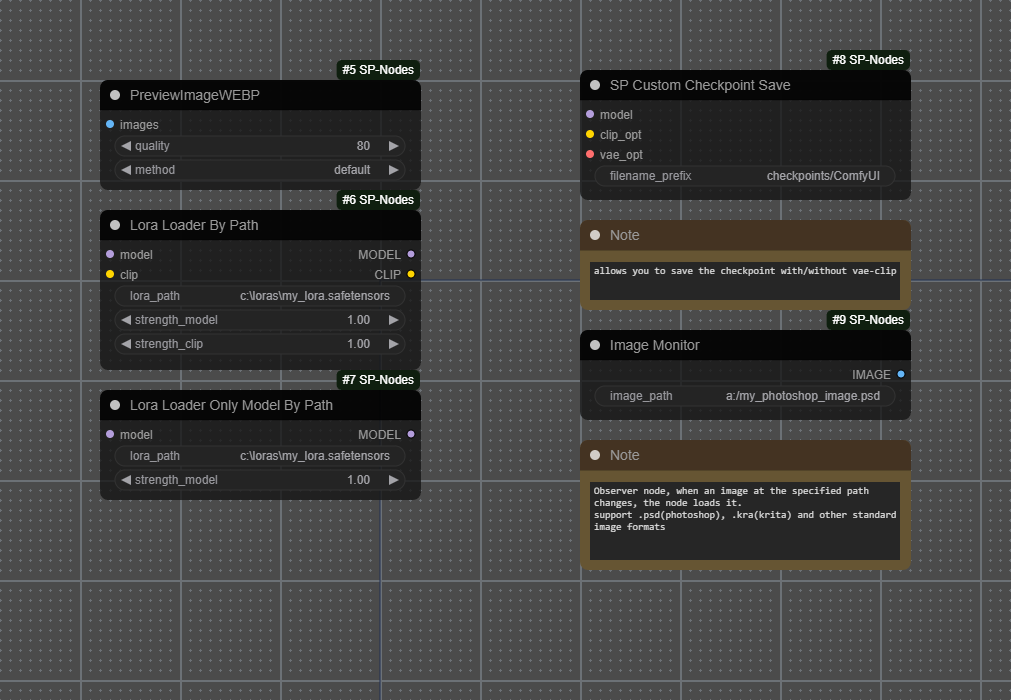 #5 SP-Nodes
PreviewImageWEBP
images
quality 80
method default
#6 SP-Nodes
Lora Loader By Path
model MODEL
clip CLIP
lora_path c:\loras\my_lora.safetensors
strength_model 1.00
strength_clip 1.00
#7 SP-Nodes
Lora Loader Only Model By Path
model MODEL
lora_path c:\loras\my_lora.safetensors
strength_model 1.00
#8 SP-Nodes
SP Custom Checkpoint Save
model
clip_opt
vae_opt
filename_prefix checkpoints/ComfyUI
Note
allows you to save the checkpoint with/without vae-clip
#9 SP-Nodes
Image Monitor
IMAGE
image_path a:/my_photoshop_image.psd
Note
Observer node, when an image at the specified path
changes, the node loads it.
support .psd(photoshop), .kra(krita) and other standard
image formats